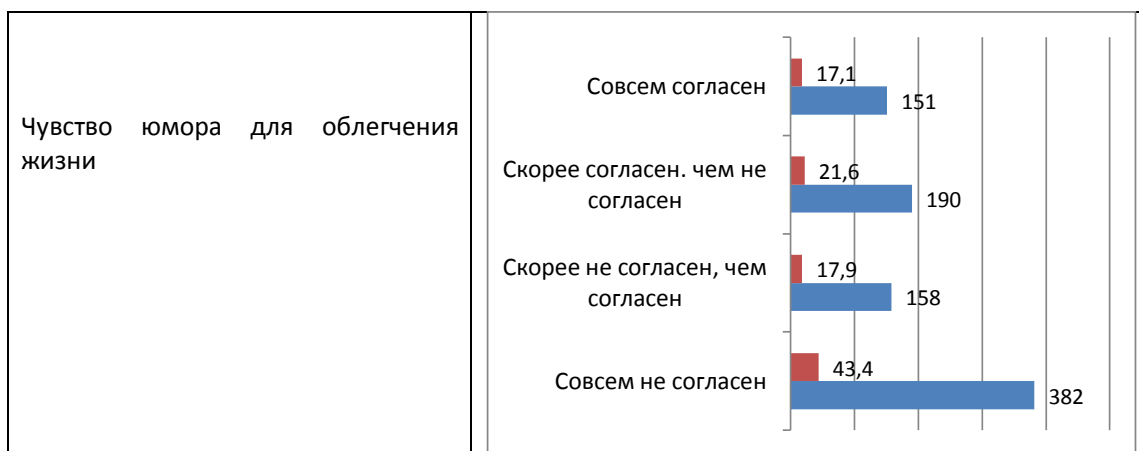 Чувство юмора для облегчения
жизни
Совсем согласен
17,1
151
Скорее согласен. чем не
согласен
21,6
190
Скорее не согласен, чем
согласен
17,9
158
Совсем не согласен
43,4
382